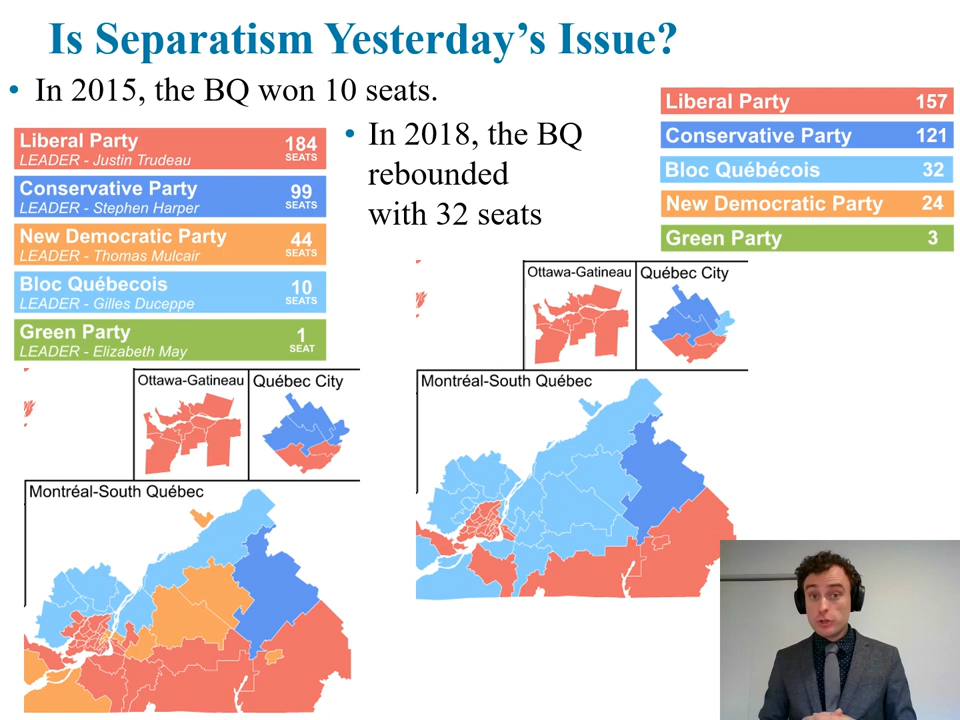 Is Separatism Yesterday's Issue?
• In 2015, the BQ won 10 seats.
Liberal Party 184
LEADER - Justin Trudeau SEATS
Conservative Party 99
LEADER - Stephen Harper SEATS
New Democratic Party 44
LEADER - Thomas Mulcair SEATS
Bloc Québecois 10
LEADER - Gilles Duceppe SEATS
Green Party 1
LEADER - Elizabeth May SEAT
• In 2018, the BQ
rebounded
with 32 seats
Liberal Party 157
Conservative Party 121
Bloc Québécois 32
New Democratic Party 24
Green Party 3
Ottawa-Gatineau
Québec City
Montréal-South Québec
Ottawa-Gatineau
Québec City
Montréal-South Québec